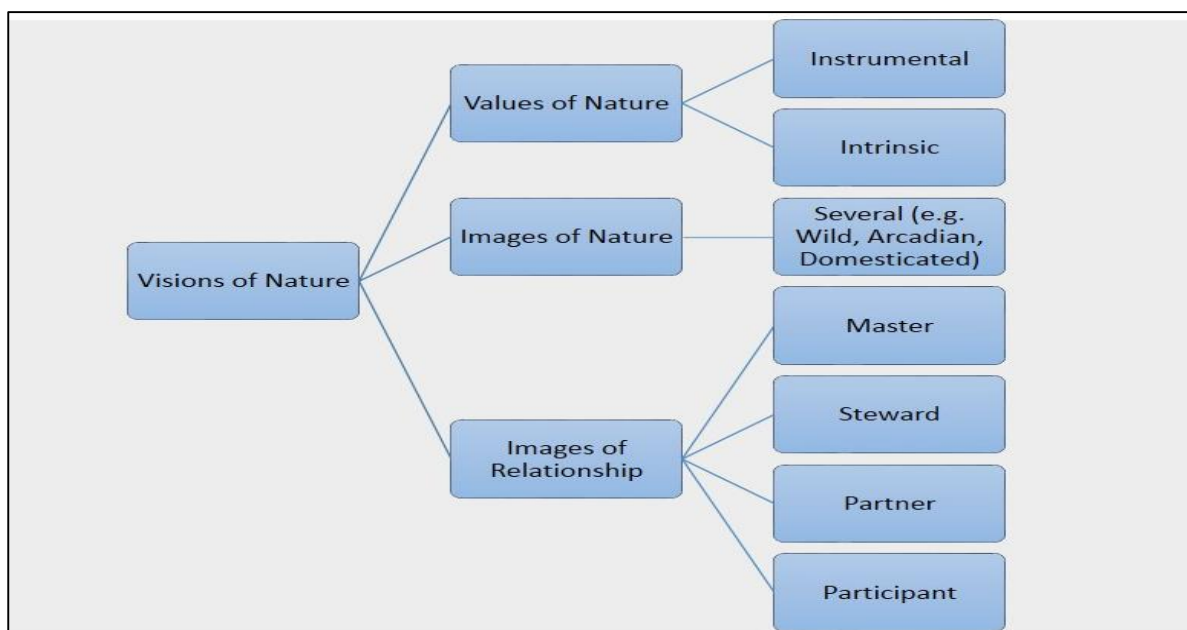 Visions of Nature
Values of Nature
Instrumental
Intrinsic
Images of Nature
Several (e.g.
Wild, Arcadian,
Domesticated)
Images of
Relationship
Master
Steward
Partner
Participant